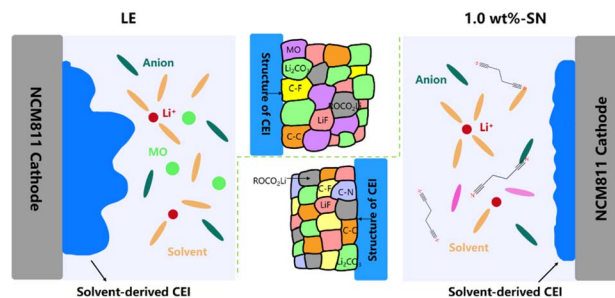 LE
NCM811 Cathode
Anion
Li⁺
MO
Solvent
Solvent-derived CEI
Structure of CEI
MO
Li₂CO₃
C-F
ROCO₂Li
LiF
C-C
ROCO₂Li
C-F
C-N
LiF
C-C
Li₂CO₃
Structure of CEI
1.0 wt%-SN
Anion
Li⁺
Solvent
NCM811 Cathode
Solvent-derived CEI